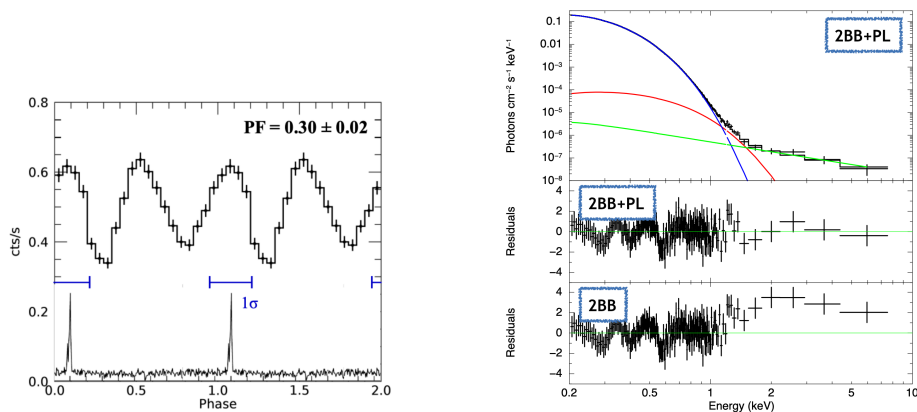 0.8
PF = 0.30 ± 0.02
0.6
cts/s
0.4
1σ
0.2
0.0
0.0 0.5 1.0 1.5 2.0
Phase
2BB+PL
Photons cm⁻² s⁻¹ keV⁻¹
0.1
0.01
10⁻³
10⁻⁴
10⁻⁵
10⁻⁶
10⁻⁷
10⁻⁸
2BB+PL
Residuals
4
2
0
−2
−4
2BB
Residuals
4
2
0
−2
−4
0.2 0.5 1 2 5 10
Energy (keV)